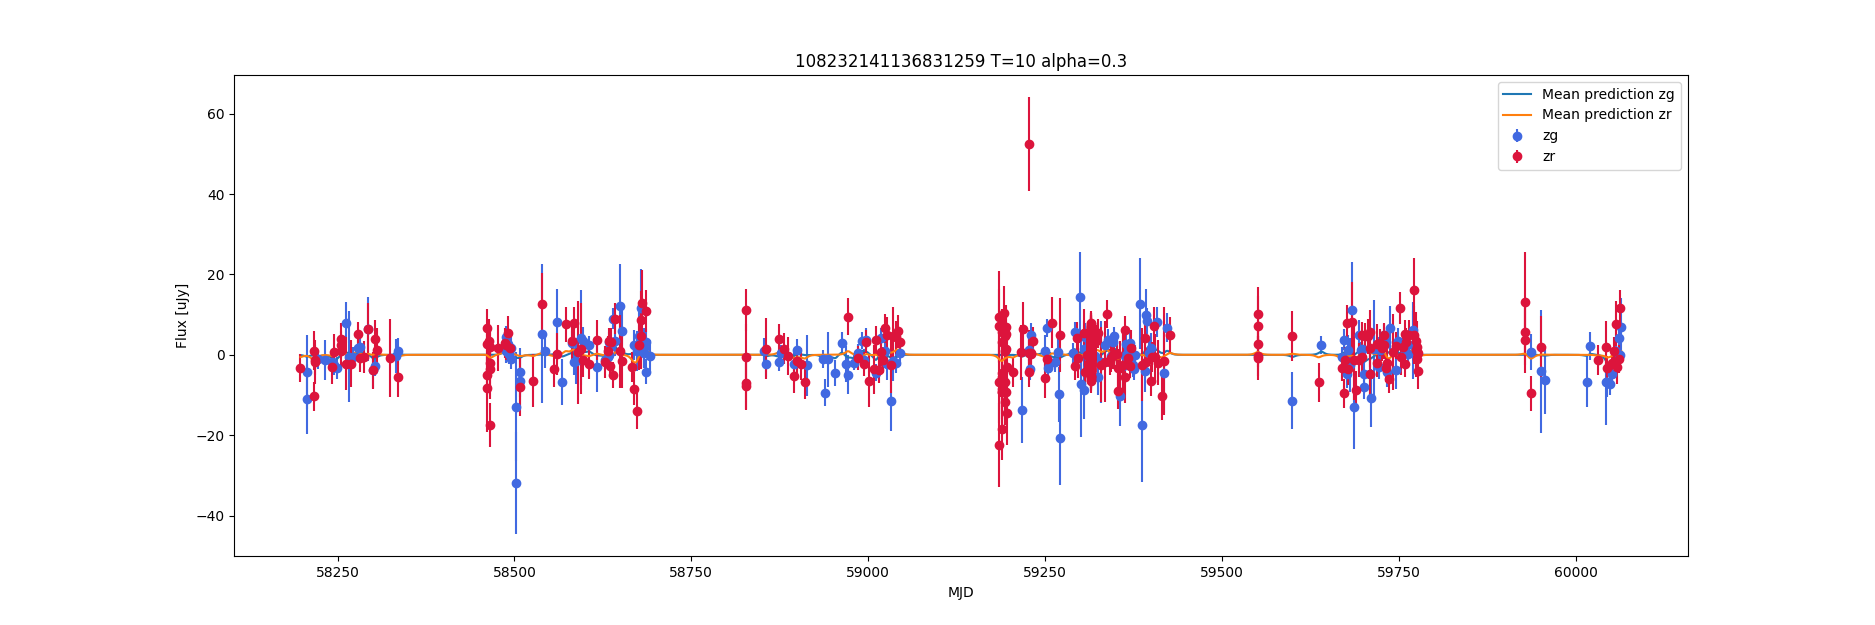 108232141136831259 T=10 alpha=0.3
Mean prediction zg
Mean prediction zr
zg
zr
Flux [uJy]
60
40
20
0
−20
−40
58250 58500 58750 59000 59250 59500 59750 60000
MJD